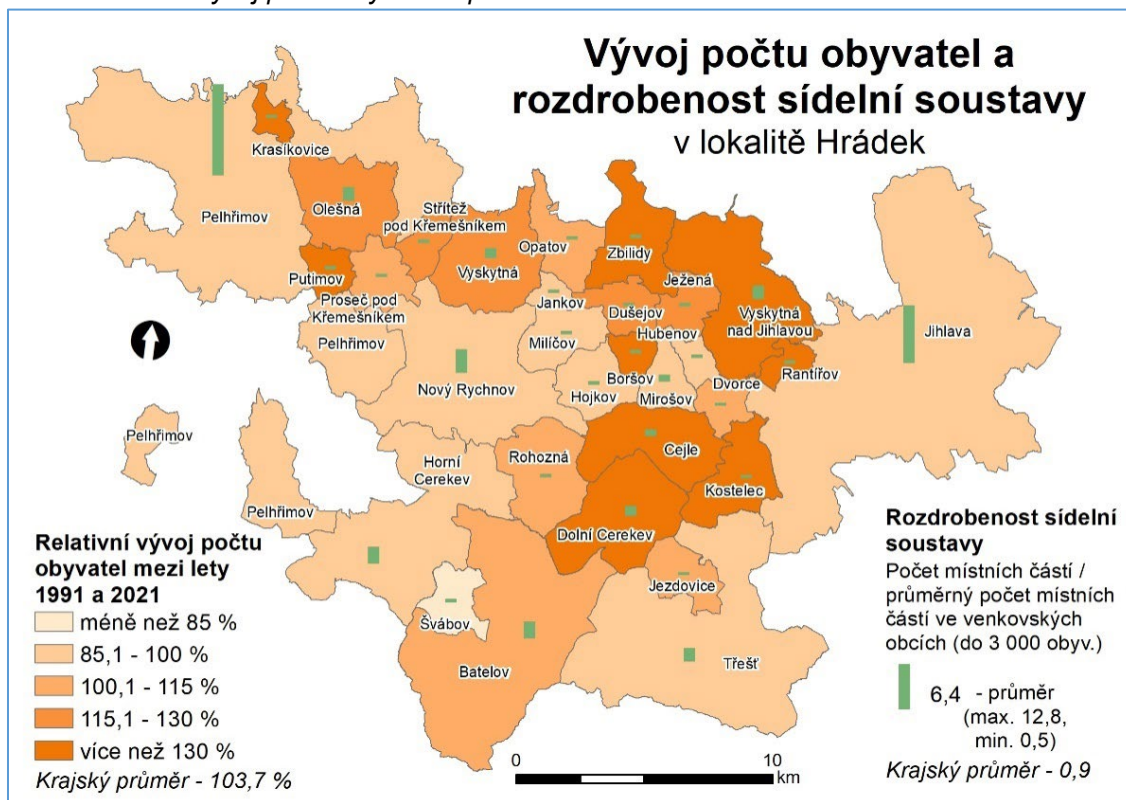 Vývoj počtu obyvatel a
rozdrobenost sídelní soustavy
v lokalitě Hrádek
Krasíkovice
Pelhřimov
Olešná
Střítež
pod Křemešníkem
Opatov
Zbilidy
Vyskytná
Ježená
Putimov
Proseč pod
Křemešníkem
Jankov
Dušejov
Hubenov
Vyskytná
nad Jihlavou
Jihlava
Pelhřimov
Milíčov
Boršov
Dvorce
Rantířov
Nový Rychnov
Hojkov
Mirošov
Pelhřimov
Horní
Cerekev
Rohozná
Cejle
Kostelec
Pelhřimov
Dolní Cerekev
Jezdovice
Švábov
Batelov
Třešť
Relativní vývoj počtu
obyvatel mezi lety
1991 a 2021
méně než 85 %
85,1 - 100 %
100,1 - 115 %
115,1 - 130 %
více než 130 %
Krajský průměr - 103,7 %
0
10
km
Rozdrobenost sídelní
soustavy
Počet místních částí /
průměrný počet místních
částí ve venkovských
obcích (do 3 000 obyv.)
6,4 - průměr
(max. 12,8,
min. 0,5)
Krajský průměr - 0,9